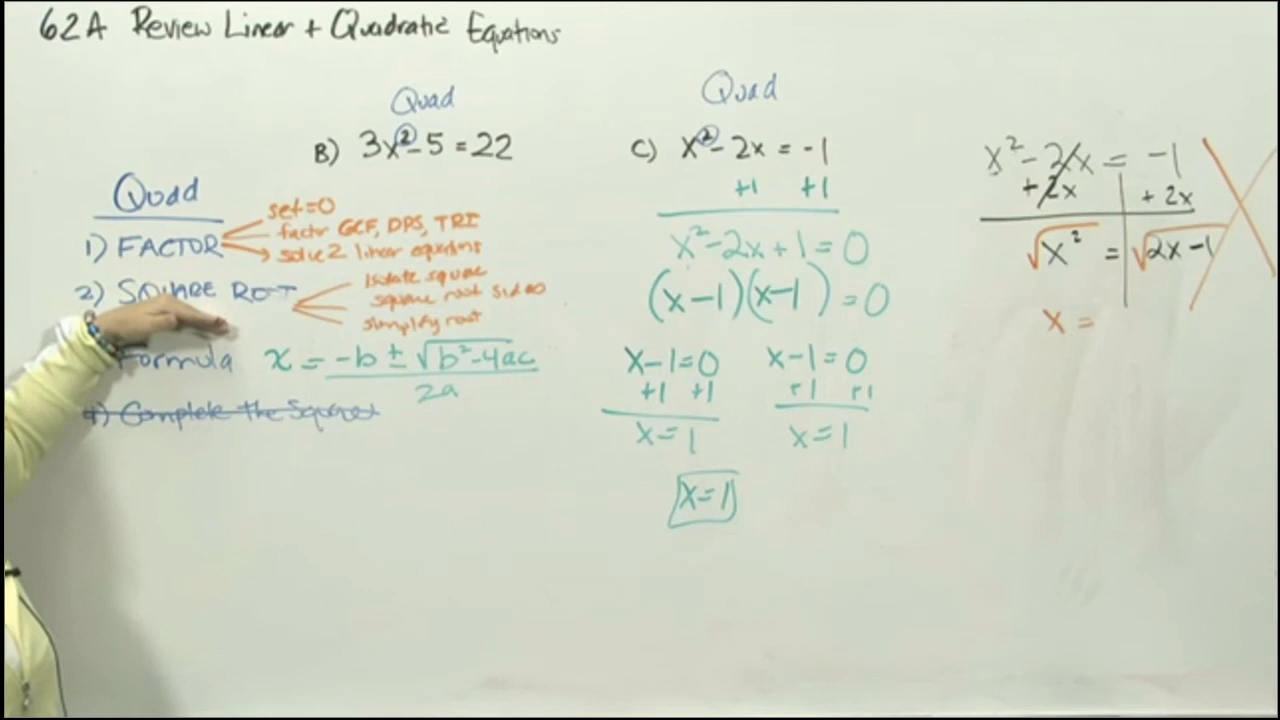 62A Review Linear + Quadratic Equations
Quad
B) 3x²-5=22
Quad
1) FACTOR
set=0
factor GCF, DPS, TRI
solve 2 linear equations
2) SQUARE ROOT
isolate square
square root sides
simplify root
Formula x = -b ± √b²-4ac
2a
4) Complete the Square
Quad
C) x² - 2x = -1
+1 +1
x²-2x+1=0
(x-1)(x-1)=0
x-1=0 x-1=0
+1 +1 +1 +1
x=1 x=1
x=1
x² - 2x = -1
+2x +2x
√x² = √2x-1
x =